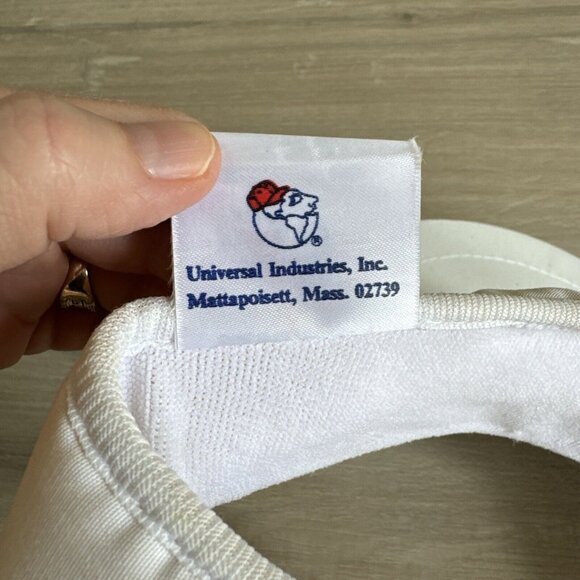 ®
Universal Industries, Inc.
Mattapoisett, Mass. 02739